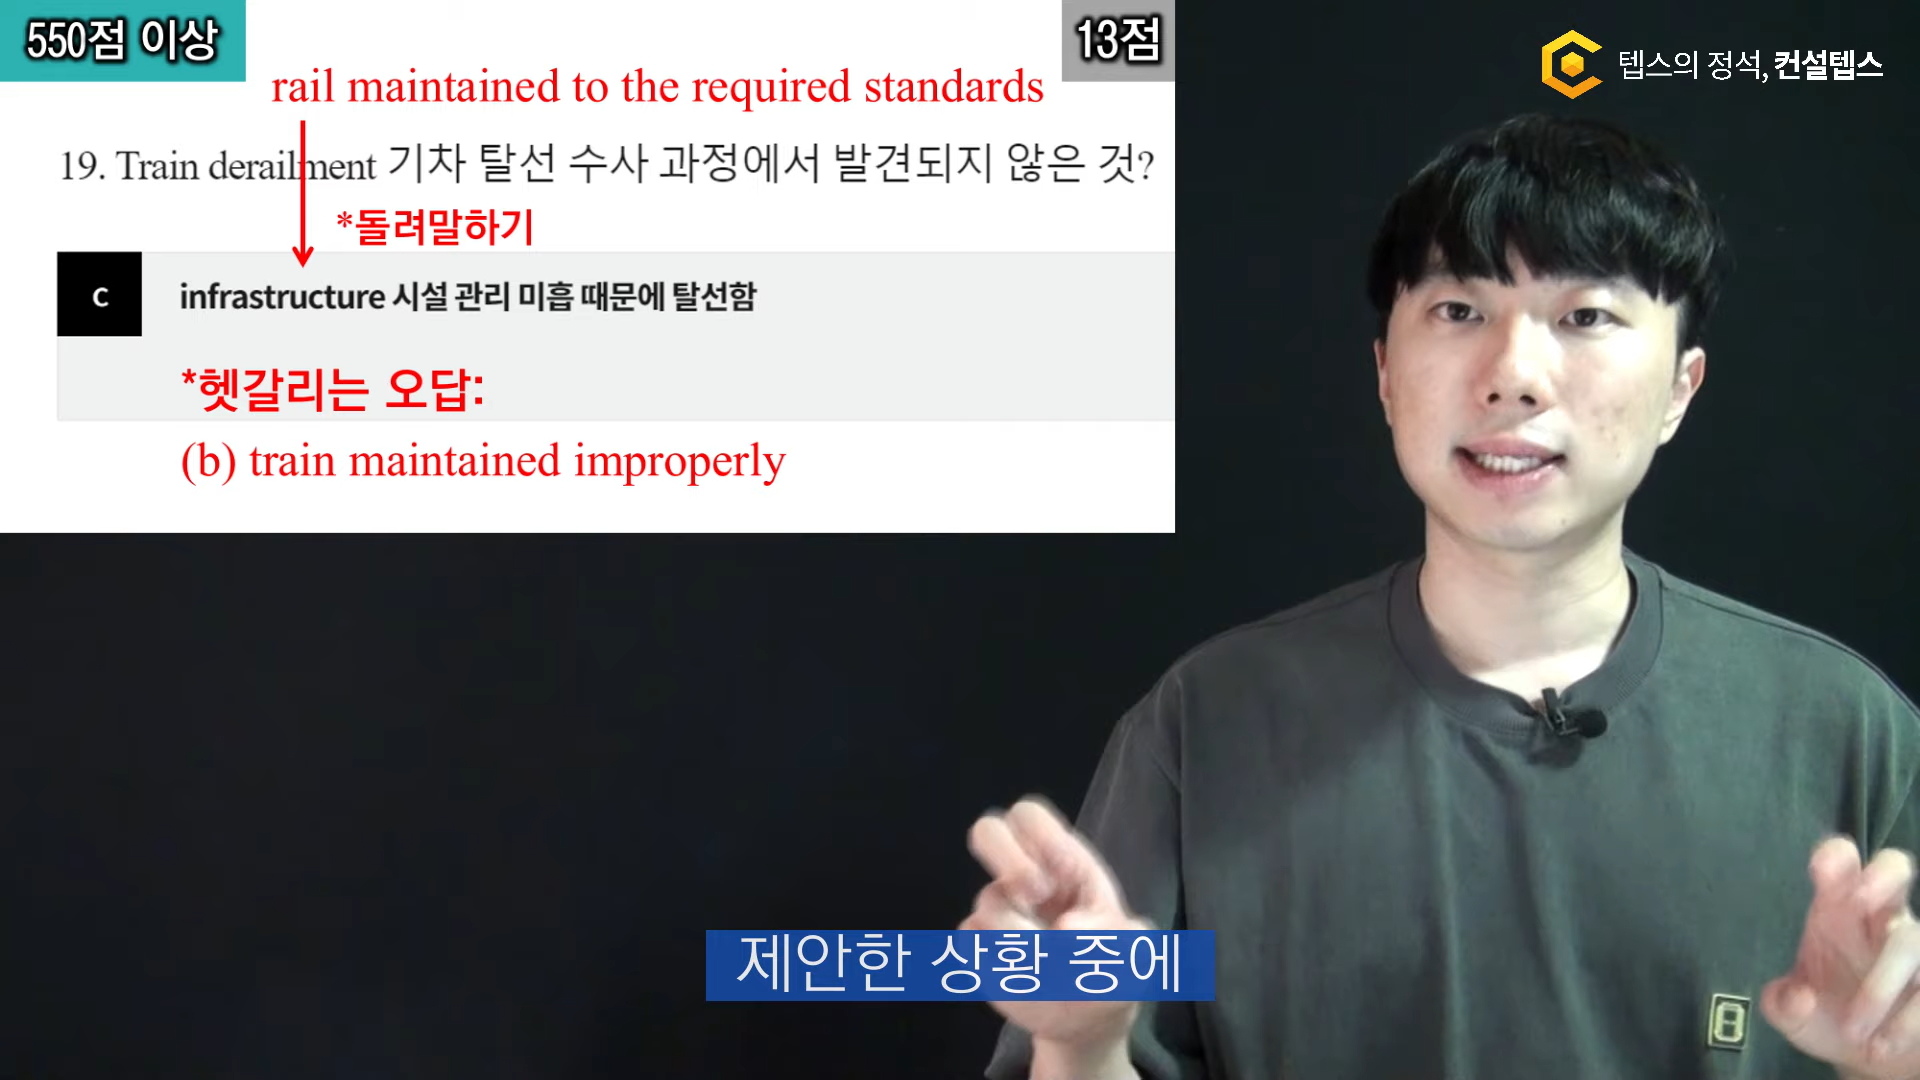 550점 이상
13점
텝스의 정석, 컨설텝스
rail maintained to the required standards
19. Train derailment 기차 탈선 수사 과정에서 발견되지 않은 것?
*돌려말하기
C
infrastructure 시설 관리 미흡 때문에 탈선함
*헷갈리는 오답:
(b) train maintained improperly
제안한 상황 중에